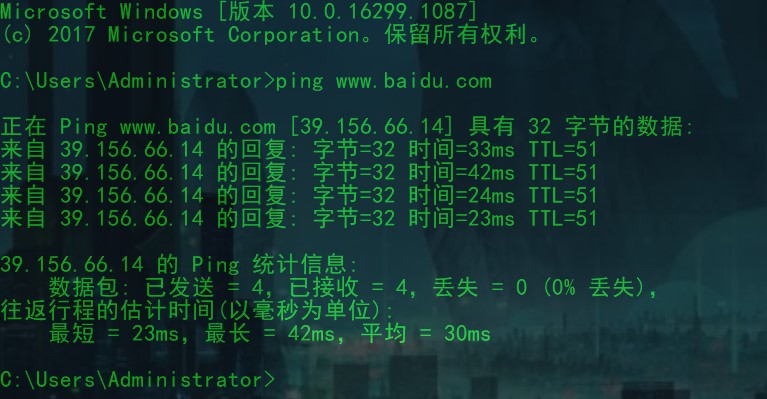 Microsoft Windows [版本 10.0.16299.1087]
(c) 2017 Microsoft Corporation。保留所有权利。
C:\Users\Administrator>ping www.baidu.com
正在 Ping www.baidu.com [39.156.66.14] 具有 32 字节的数据:
来自 39.156.66.14 的回复: 字节=32 时间=33ms TTL=51
来自 39.156.66.14 的回复: 字节=32 时间=42ms TTL=51
来自 39.156.66.14 的回复: 字节=32 时间=24ms TTL=51
来自 39.156.66.14 的回复: 字节=32 时间=23ms TTL=51
39.156.66.14 的 Ping 统计信息:
数据包: 已发送 = 4，已接收 = 4，丢失 = 0 (0% 丢失)，
往返行程的估计时间(以毫秒为单位):
最短 = 23ms，最长 = 42ms，平均 = 30ms
C:\Users\Administrator>